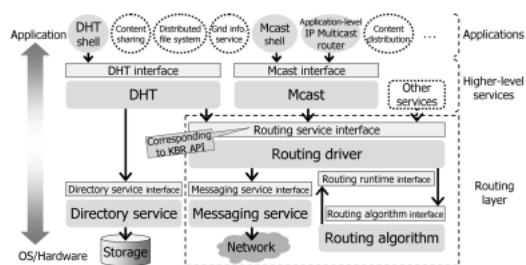 Application
DHT
shell
Content
sharing
Distributed
file system
Grid info.
service
Mcast
shell
Application-level
IP Multicast
router
Content
distribution
...
Applications
DHT interface
DHT
Mcast interface
Mcast
Other
services
Higher-level
services
Corresponding
to KBR API
Routing service interface
Routing driver
Routing runtime interface
Directory service interface
Directory service
Messaging service interface
Messaging service
Routing algorithm interface
Routing algorithm
Routing
layer
Storage
Network
OS/Hardware